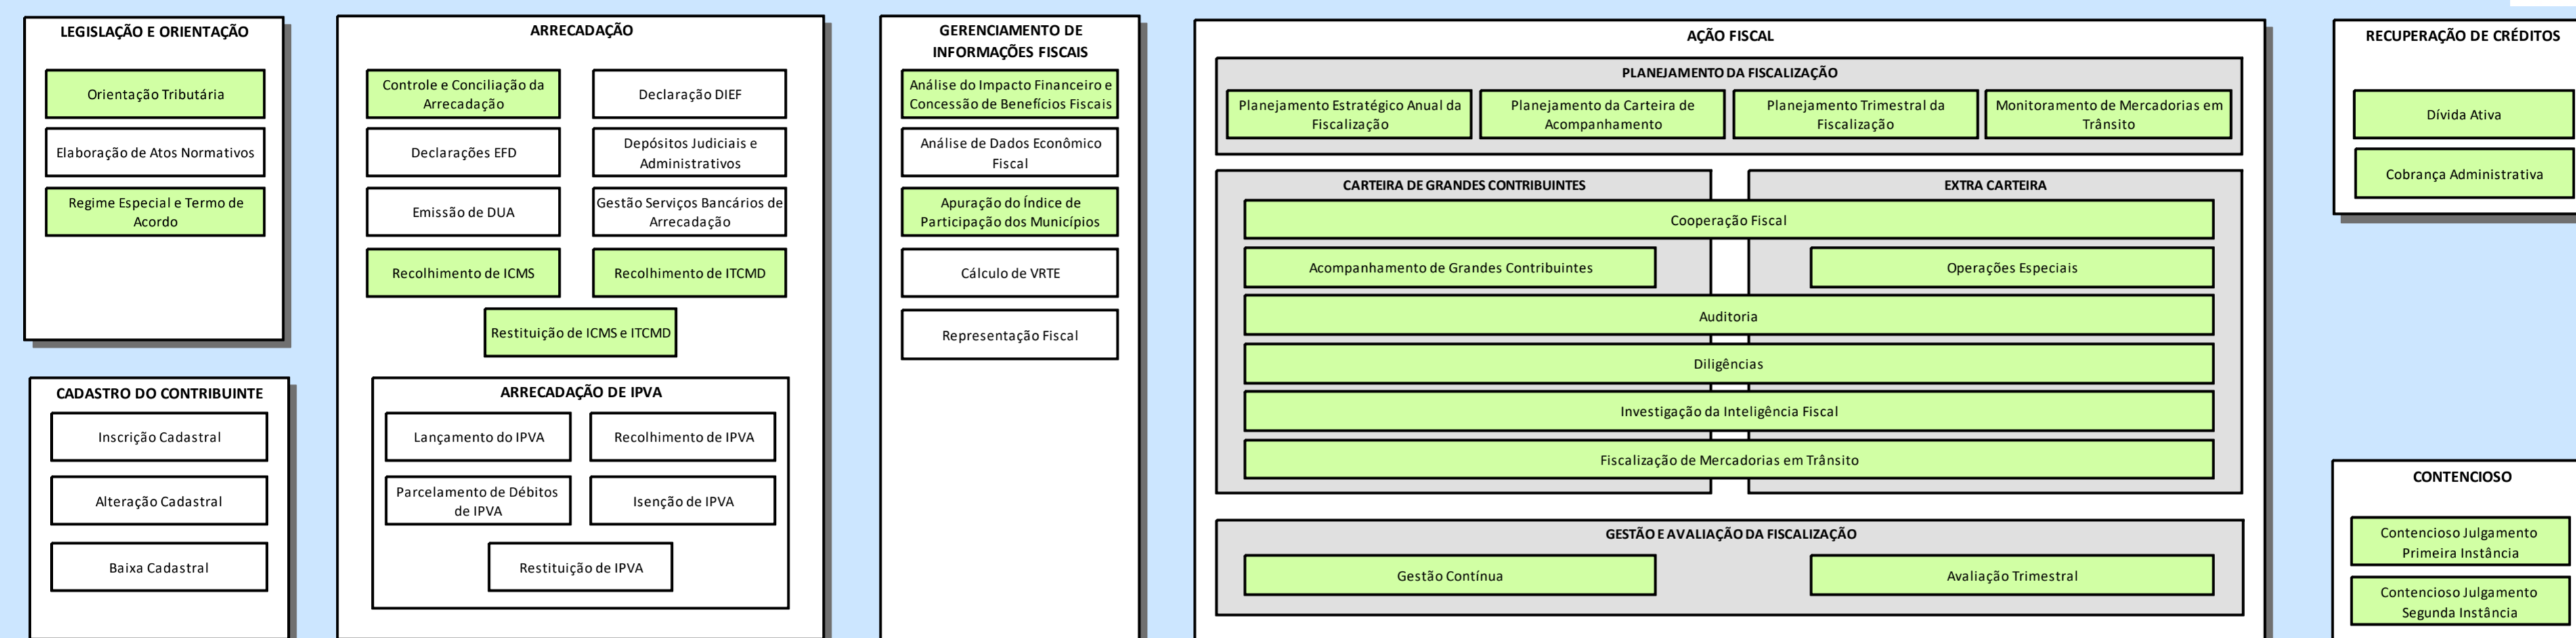 LEGISLAÇÃO E ORIENTAÇÃO
Orientação Tributária
Elaboração de Atos Normativos
Regime Especial e Termo de
Acordo
CADASTRO DO CONTRIBUINTE
Inscrição Cadastral
Alteração Cadastral
Baixa Cadastral
ARRECADAÇÃO
Controle e Conciliação da
Arrecadação
Declaração DIEF
Declarações EFD
Depósitos Judiciais e
Administrativos
Emissão de DUA
Gestão Serviços Bancários de
Arrecadação
Recolhimento de ICMS
Recolhimento de ITCMD
Restituição de ICMS e ITCMD
ARRECADAÇÃO DE IPVA
Lançamento do IPVA
Recolhimento de IPVA
Parcelamento de Débitos
de IPVA
Isenção de IPVA
Restituição de IPVA
GERENCIAMENTO DE
INFORMAÇÕES FISCAIS
Análise do Impacto Financeiro e
Concessão de Benefícios Fiscais
Análise de Dados Econômico
Fiscal
Apuração do Índice de
Participação dos Municípios
Cálculo de VRTE
Representação Fiscal
AÇÃO FISCAL
PLANEJAMENTO DA FISCALIZAÇÃO
Planejamento Estratégico Anual da
Fiscalização
Planejamento da Carteira de
Acompanhamento
Planejamento Trimestral da
Fiscalização
Monitoramento de Mercadorias em
Trânsito
CARTEIRA DE GRANDES CONTRIBUINTES
EXTRA CARTEIRA
Cooperação Fiscal
Acompanhamento de Grandes Contribuintes
Operações Especiais
Auditoria
Diligências
Investigação da Inteligência Fiscal
Fiscalização de Mercadorias em Trânsito
GESTÃO E AVALIAÇÃO DA FISCALIZAÇÃO
Gestão Contínua
Avaliação Trimestral
RECUPERAÇÃO DE CRÉDITOS
Dívida Ativa
Cobrança Administrativa
CONTENCIOSO
Contencioso Julgamento
Primeira Instância
Contencioso Julgamento
Segunda Instância